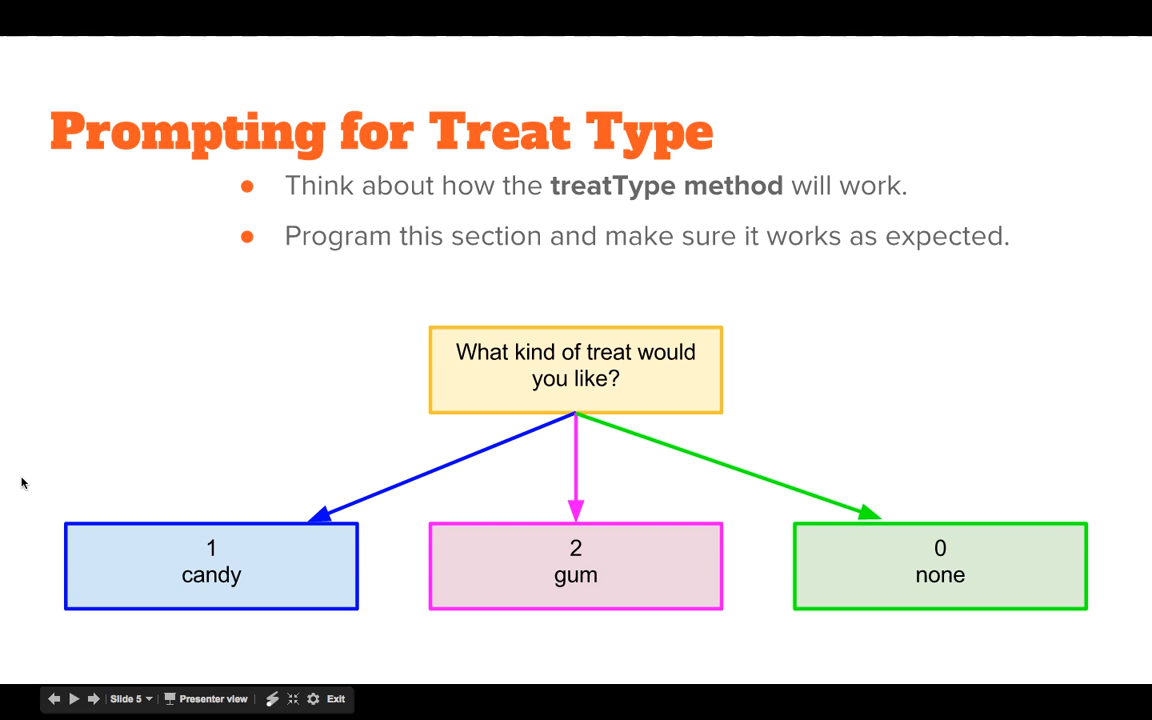 Prompting for Treat Type
● Think about how the treatType method will work.
● Program this section and make sure it works as expected.
What kind of treat would
you like?
1
candy
2
gum
0
none
Slide 5
Presenter view
Exit